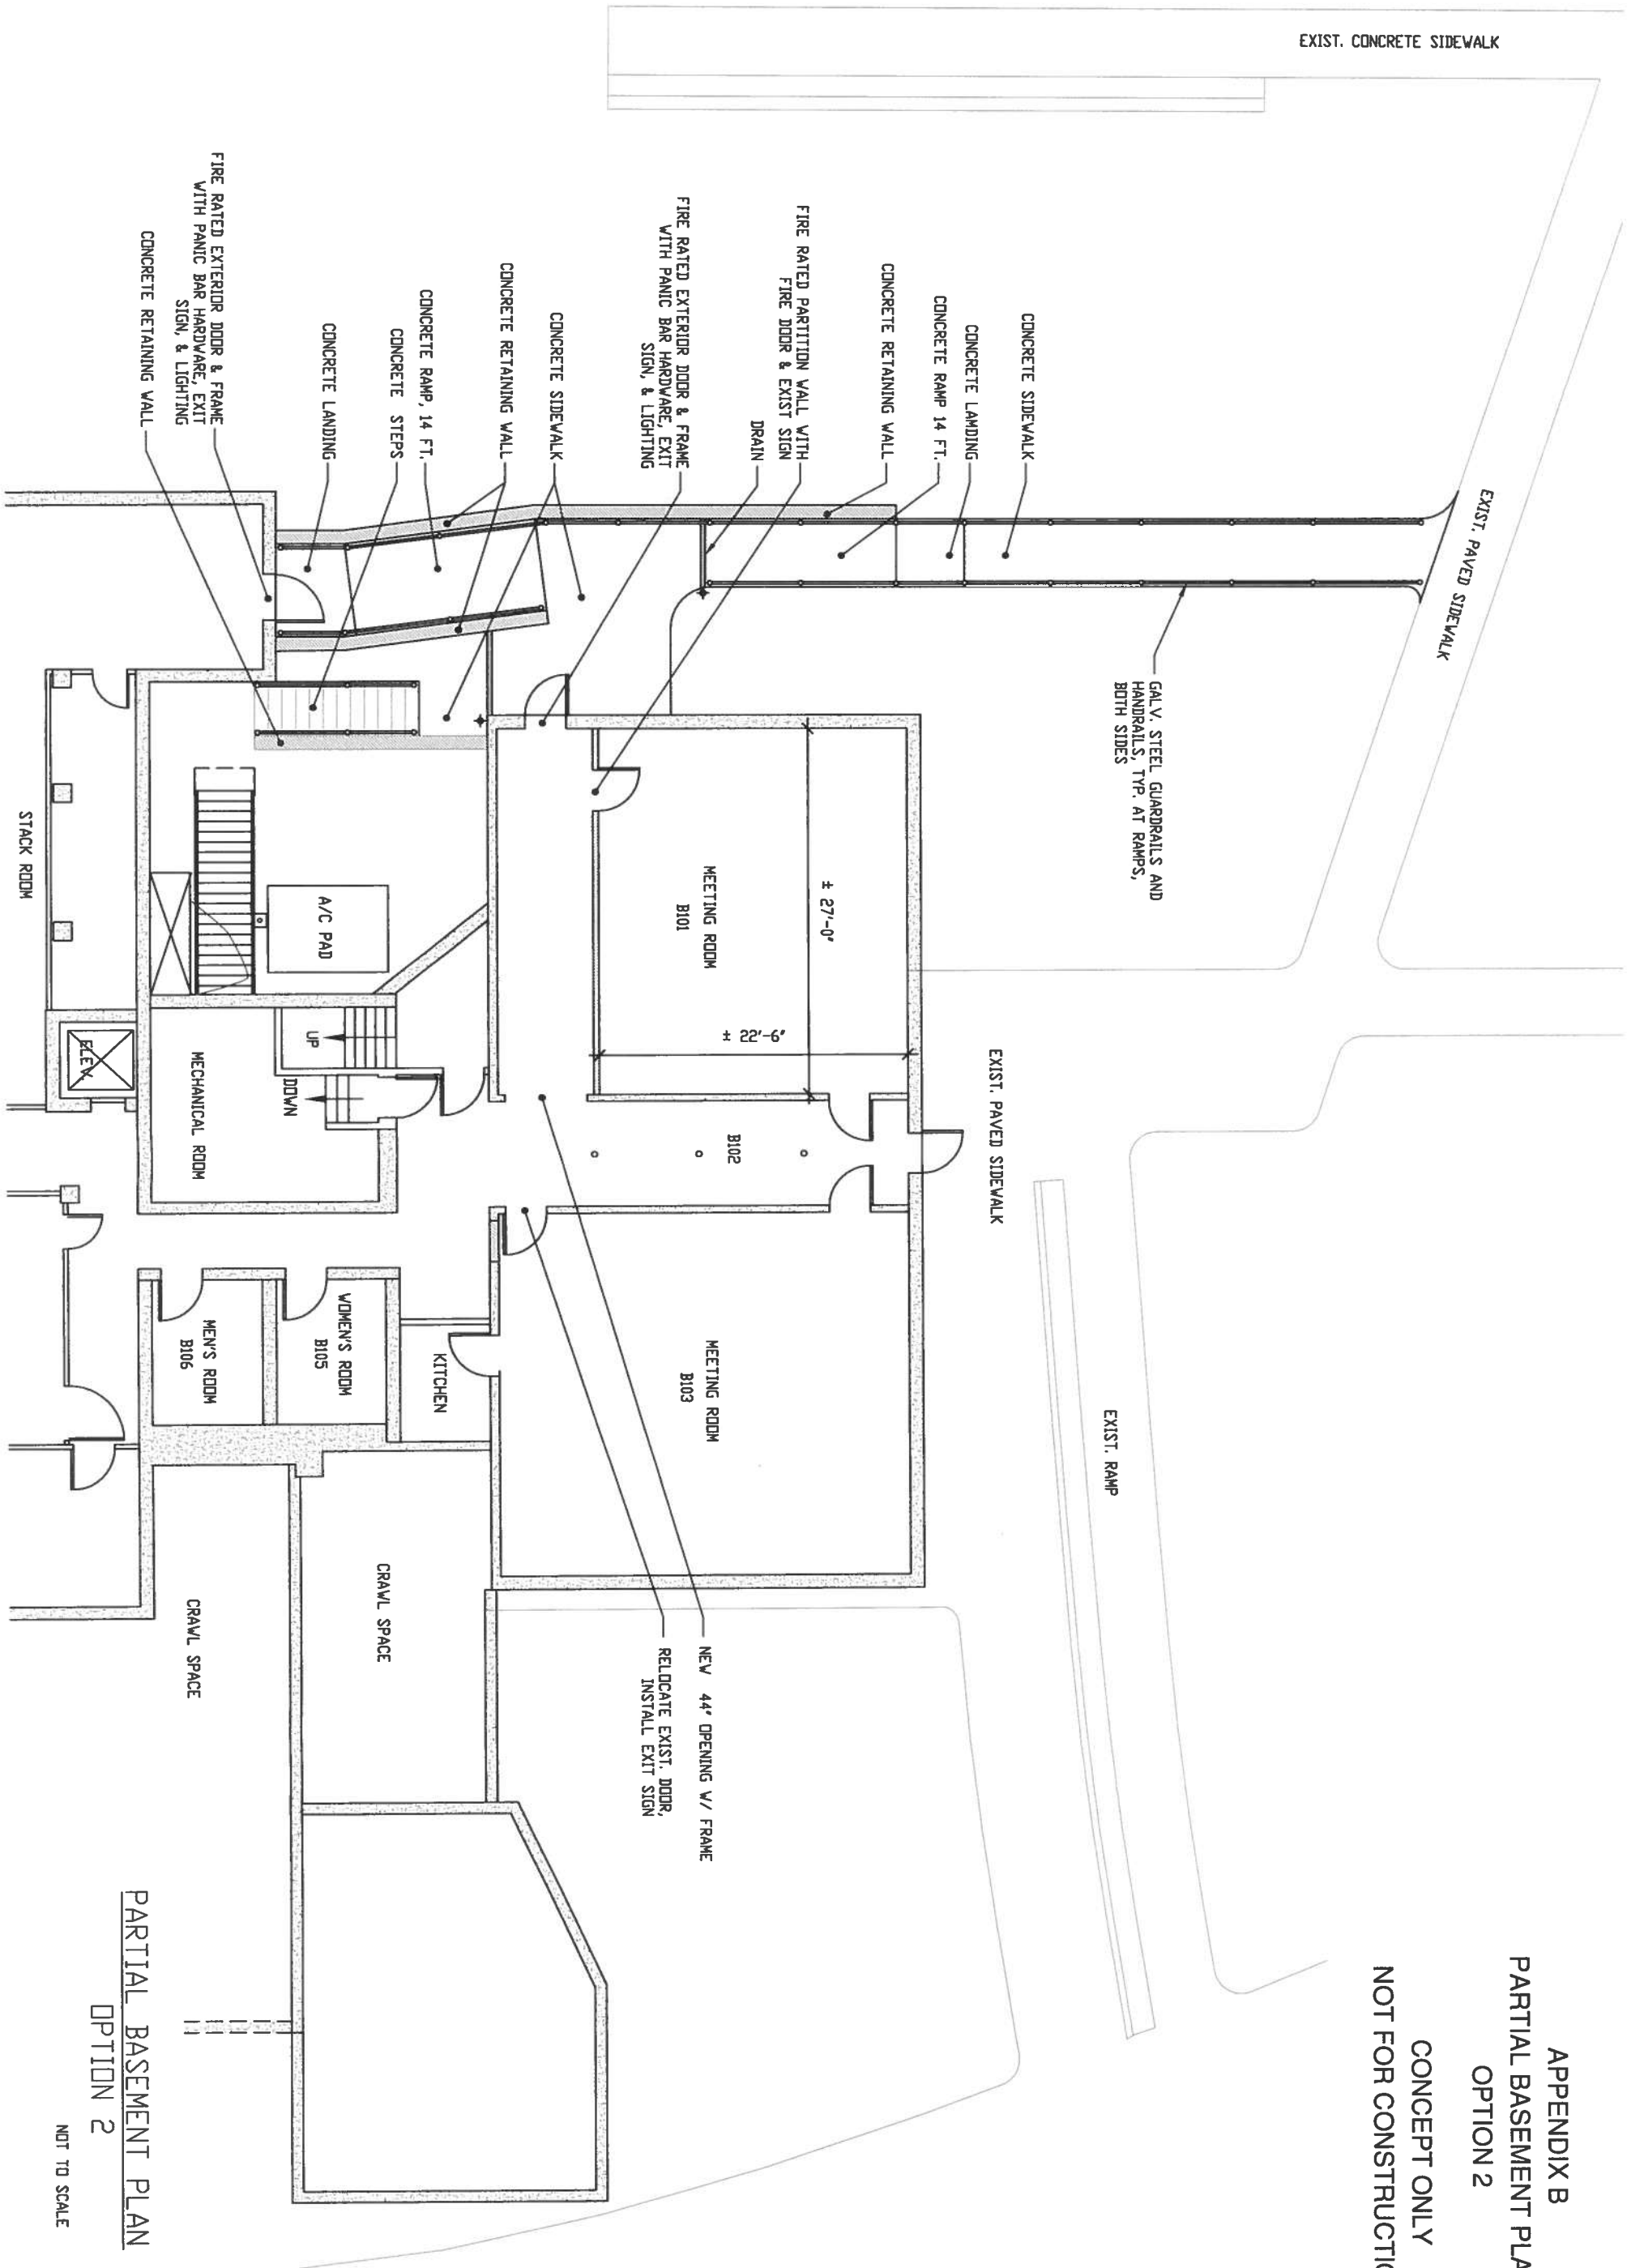 APPENDIX B
PARTIAL BASEMENT PLA
OPTION 2
CONCEPT ONLY
NOT FOR CONSTRUCTIO
EXIST. CONCRETE SIDEWALK
EXIST. PAVED SIDEWALK
GALV. STEEL GUARDRAILS AND
HANDRAILS, TYP. AT RAMPS,
BOTH SIDES
CONCRETE SIDEWALK
CONCRETE LAMDING
CONCRETE RAMP 14 FT.
CONCRETE RETAINING WALL
FIRE RATED PARTITION WALL WITH
FIRE DOOR & EXIST SIGN
DRAIN
FIRE RATED EXTERIOR DOOR & FRAME
WITH PANIC BAR HARDWARE, EXIT
SIGN, & LIGHTING
CONCRETE SIDEWALK
CONCRETE RETAINING WALL
CONCRETE RAMP, 14 FT.
CONCRETE STEPS
CONCRETE LANDING
FIRE RATED EXTERIOR DOOR & FRAME
WITH PANIC BAR HARDWARE, EXIT
SIGN, & LIGHTING
CONCRETE RETAINING WALL
EXIST. PAVED SIDEWALK
EXIST. RAMP
± 27'-0"
± 22'-6"
MEETING ROOM
B101
B102
MEETING ROOM
B103
A/C PAD
UP
DOWN
MECHANICAL ROOM
ELEV.
STACK ROOM
KITCHEN
WOMEN'S ROOM
B105
MEN'S ROOM
B106
CRAWL SPACE
CRAWL SPACE
NEW 44" OPENING W/ FRAME
RELOCATE EXIST. DOOR,
INSTALL EXIT SIGN
PARTIAL BASEMENT PLAN
OPTION 2
NOT TO SCALE